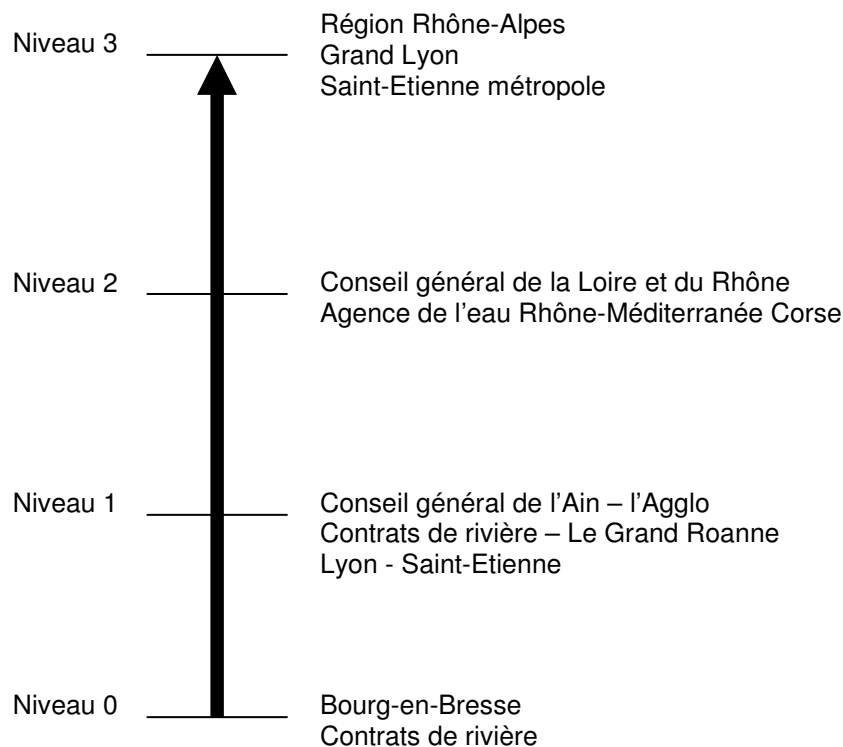 Niveau 3
Région Rhône-Alpes
Grand Lyon
Saint-Etienne métropole
Niveau 2
Conseil général de la Loire et du Rhône
Agence de l'eau Rhône-Méditerranée Corse
Niveau 1
Conseil général de l'Ain – l'Agglo
Contrats de rivière – Le Grand Roanne
Lyon - Saint-Etienne
Niveau 0
Bourg-en-Bresse
Contrats de rivière